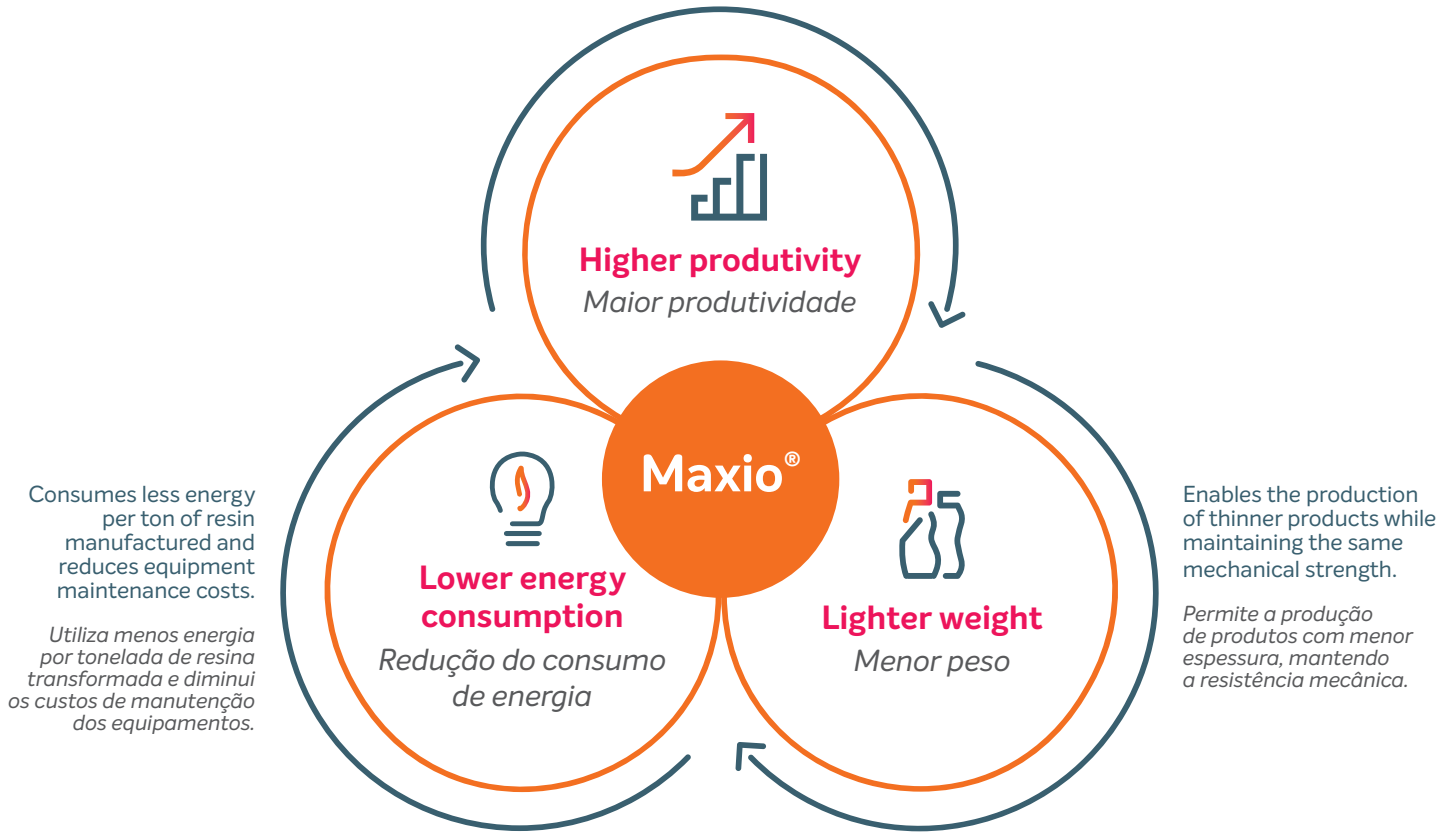 Higher produtivity
Maior produtividade
Maxio®
Consumes less energy
per ton of resin
manufactured and
reduces equipment
maintenance costs.
Utiliza menos energia
por tonelada de resina
transformada e diminui
os custos de manutenção
dos equipamentos.
Lower energy
consumption
Redução do consumo
de energia
Lighter weight
Menor peso
Enables the production
of thinner products while
maintaining the same
mechanical strength.
Permite a produção
de produtos com menor
espessura, mantendo
a resistência mecânica.